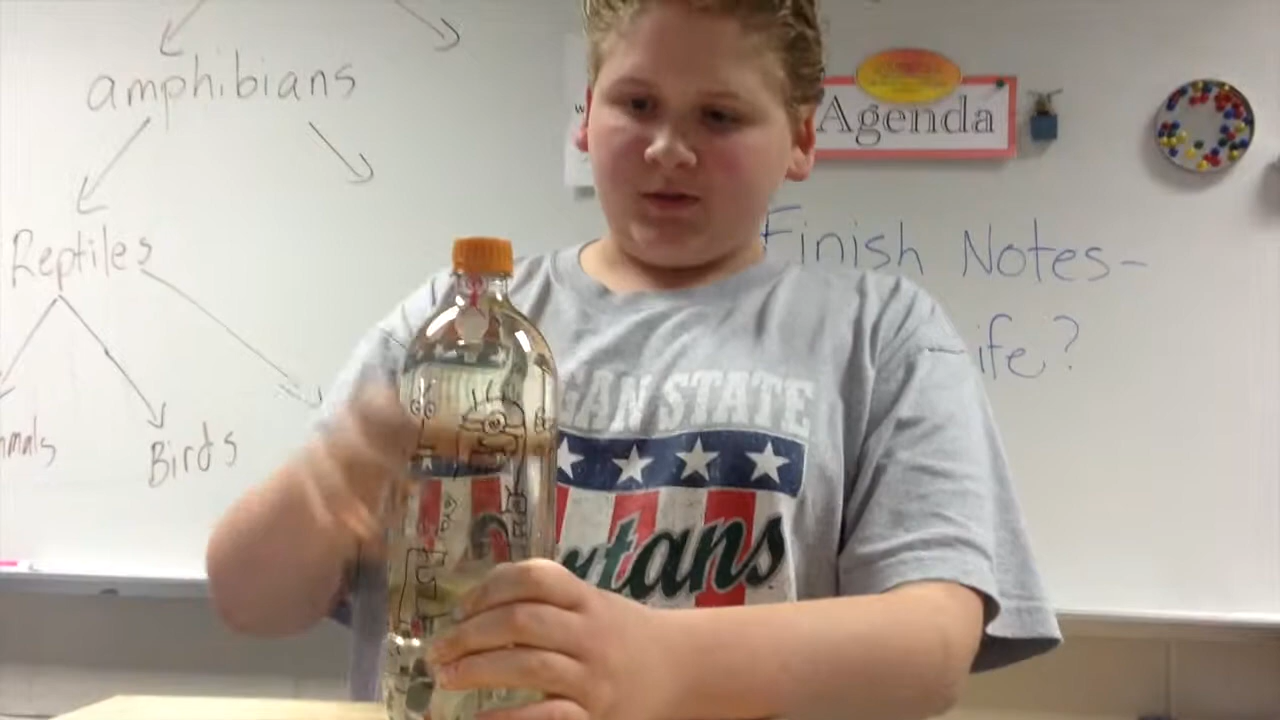 amphibians
Reptiles
Birds
Agenda
Finish Notes-
ife?
GAN STATE
rtans